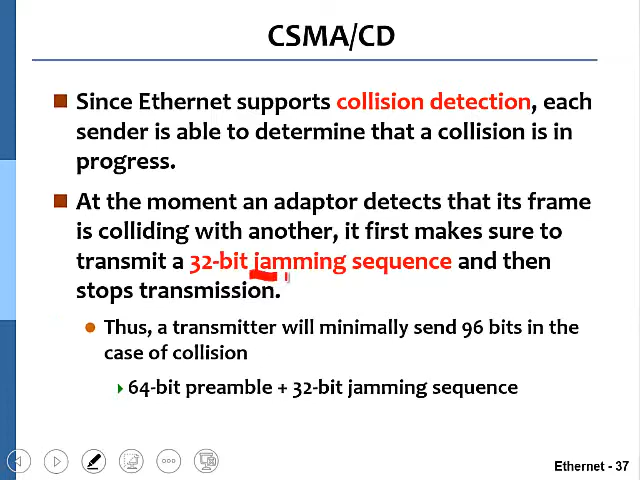 CSMA/CD
Since Ethernet supports collision detection, each
sender is able to determine that a collision is in
progress.
At the moment an adaptor detects that its frame
is colliding with another, it first makes sure to
transmit a 32-bit jamming sequence and then
stops transmission.
Thus, a transmitter will minimally send 96 bits in the
case of collision
64-bit preamble + 32-bit jamming sequence
Ethernet - 37